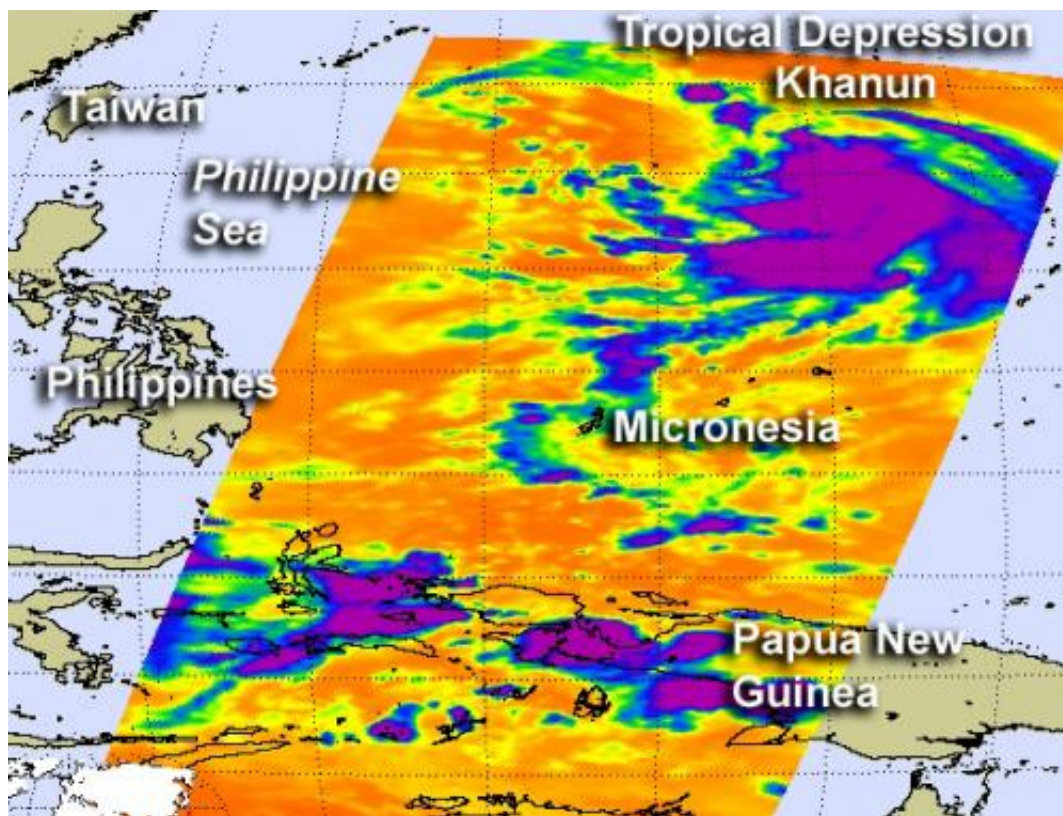 Tropical Depression
Khanun
Taiwan
Philippine
Sea
Philippines
Micronesia
Papua New
Guinea